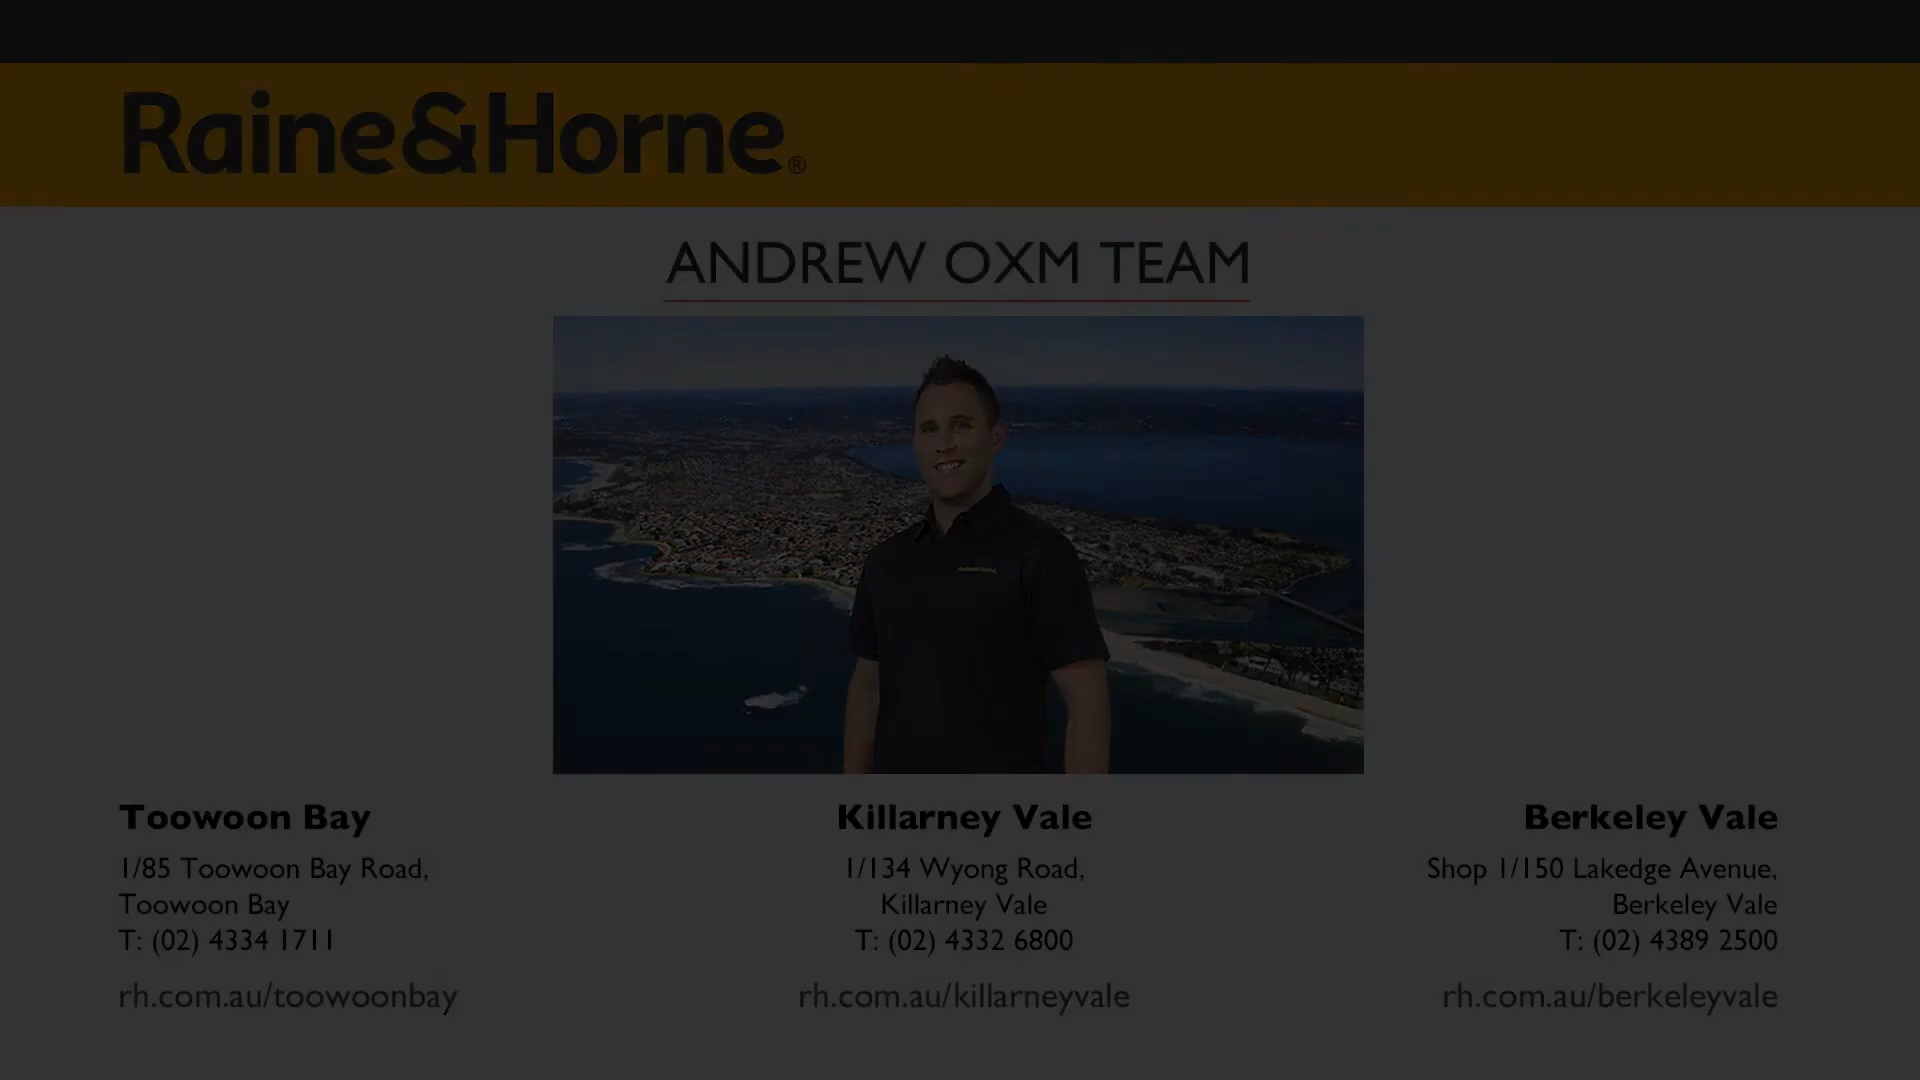 Raine&Horne®
ANDREW OXM TEAM
Toowoon Bay
1/85 Toowoon Bay Road,
Toowoon Bay
T: (02) 4334 1711
rh.com.au/toowoonbay
Killarney Vale
1/134 Wyong Road,
Killarney Vale
T: (02) 4332 6800
rh.com.au/killarneyvale
Berkeley Vale
Shop 1/150 Lakedge Avenue,
Berkeley Vale
T: (02) 4389 2500
rh.com.au/berkeleyvale